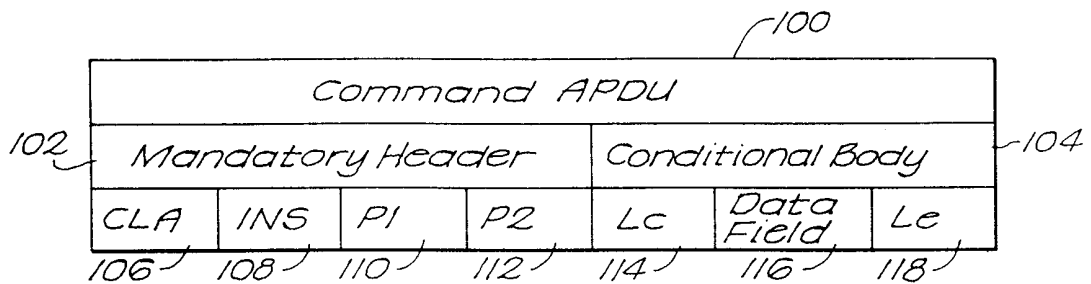 100
Command APDU
102 Mandatory Header Conditional Body 104
CLA INS P1 P2 Lc Data Field Le
106 108 110 112 114 116 118